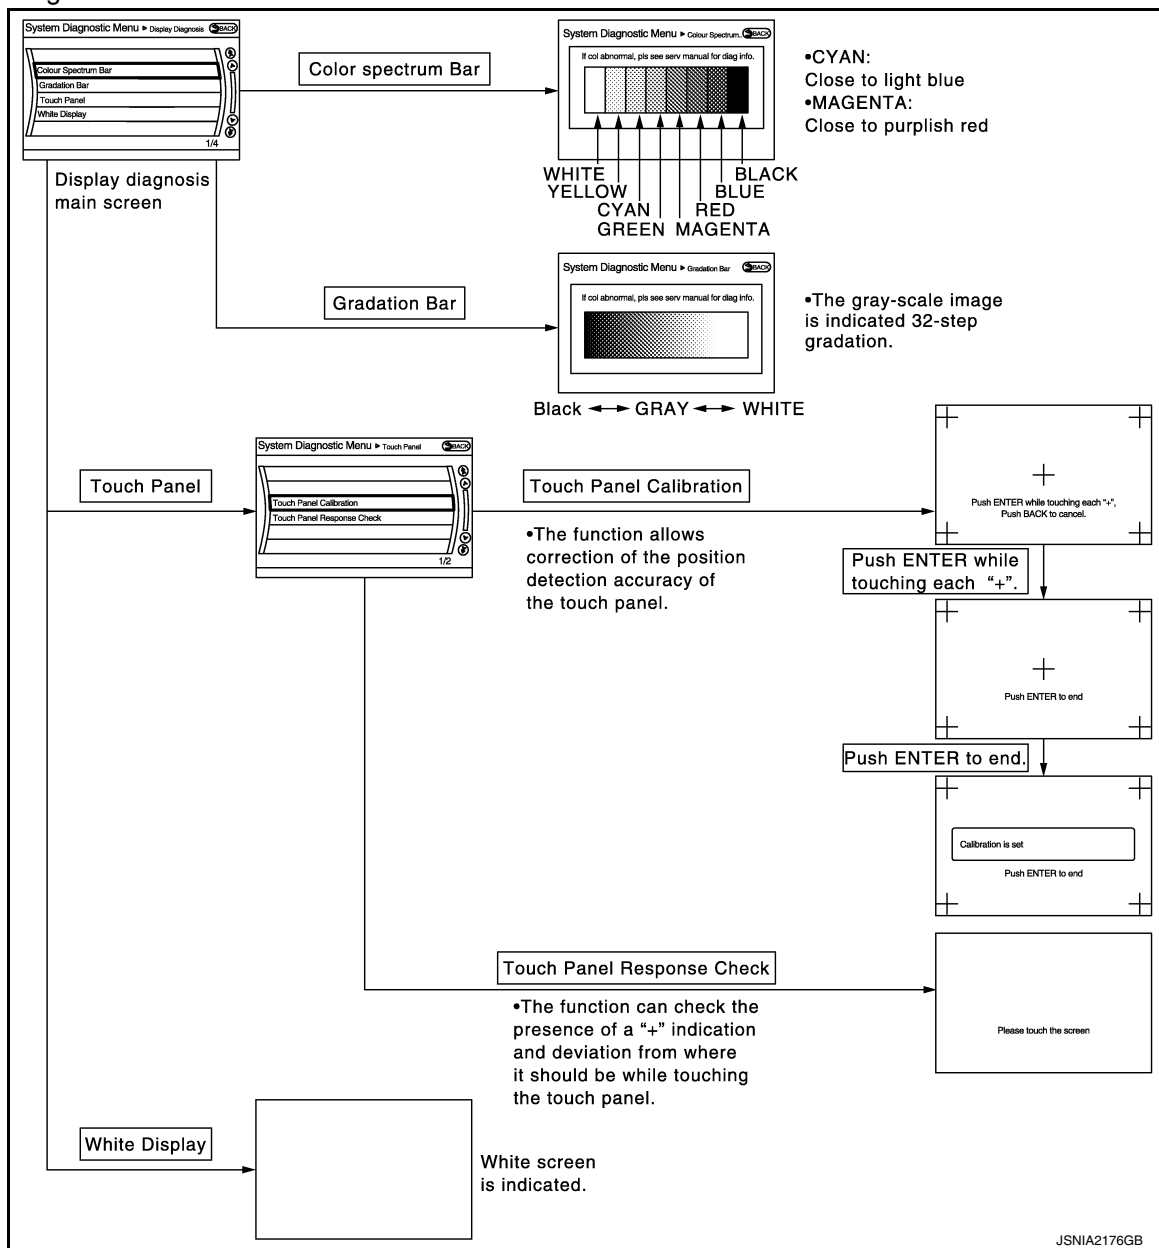 System Diagnostic Menu ▶ Display Diagnosis BACK
Colour Spectrum Bar
Gradation Bar
Touch Panel
White Display
1/4
Display diagnosis
main screen
Color spectrum Bar
System Diagnostic Menu ▶ Colour Spectrum. BACK
If col abnormal, pls see serv manual for diag info.
WHITE
YELLOW
CYAN
GREEN
MAGENTA
RED
BLUE
BLACK
•CYAN:
Close to light blue
•MAGENTA:
Close to purplish red
Gradation Bar
System Diagnostic Menu ▶ Gradation Bar BACK
If col abnormal, pls see serv manual for diag info.
Black GRAY WHITE
•The gray-scale image
is indicated 32-step
gradation.
Touch Panel
System Diagnostic Menu ▶ Touch Panel BACK
Touch Panel Calibration
Touch Panel Response Check
1/2
Touch Panel Calibration
•The function allows
correction of the position
detection accuracy of
the touch panel.
Push ENTER while touching each "+",
Push BACK to cancel.
Push ENTER while
touching each "+".
Push ENTER to end
Push ENTER to end.
Calibration is set
Push ENTER to end
Touch Panel Response Check
•The function can check the
presence of a "+" indication
and deviation from where
it should be while touching
the touch panel.
Please touch the screen
White Display
White screen
is indicated.
JSNIA2176GB